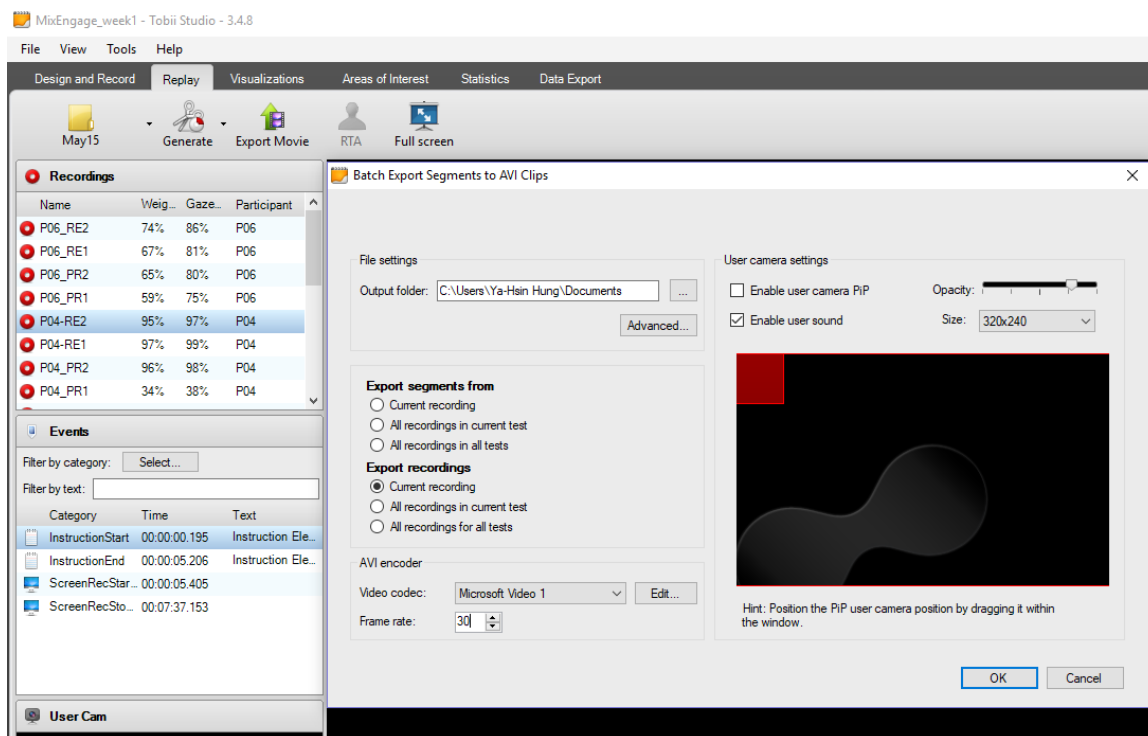 MixEngage_week1 - Tobii Studio - 3.4.8
File View Tools Help
Design and Record Replay Visualizations Areas of Interest Statistics Data Export
May15 Generate Export Movie RTA Full screen
Recordings
Name Weig... Gaze... Participant
P06_RE2 74% 86% P06
P06_RE1 67% 81% P06
P06_PR2 65% 80% P06
P06_PR1 59% 75% P06
P04-RE2 95% 97% P04
P04-RE1 97% 99% P04
P04_PR2 96% 98% P04
P04_PR1 34% 38% P04
Events
Filter by category: Select...
Filter by text:
Category Time Text
InstructionStart 00:00:00.195 Instruction Ele...
InstructionEnd 00:00:05.206 Instruction Ele...
ScreenRecStar... 00:00:05.405
ScreenRecSto... 00:07:37.153
User Cam
Batch Export Segments to AVI Clips
File settings
Output folder: C:\Users\Ya-Hsin Hung\Documents ...
Advanced...
Export segments from
Current recording
All recordings in current test
All recordings in all tests
Export recordings
Current recording
All recordings in current test
All recordings for all tests
AVI encoder
Video codec: Microsoft Video 1 Edit...
Frame rate: 30
User camera settings
Enable user camera PiP Opacity:
Enable user sound Size: 320x240
Hint: Position the PiP user camera position by dragging it within
the window.
OK Cancel